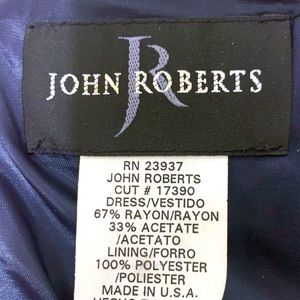 JR
JOHN ROBERTS
RN 23937
JOHN ROBERTS
CUT # 17390
DRESS/VESTIDO
67% RAYON/RAYON
33% ACETATE
/ACETATO
LINING/FORRO
100% POLYESTER
/POLIESTER
MADE IN U.S.A.